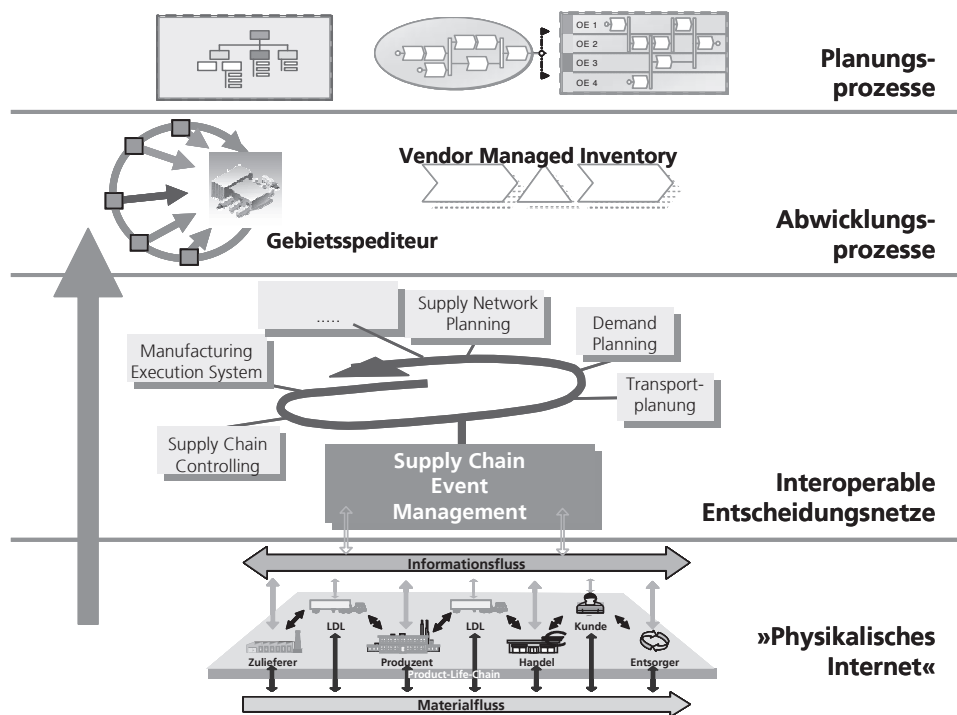 OE 1
OE 2
OE 3
OE 4
Planungs-
prozesse
Vendor Managed Inventory
Gebietsspediteur
Abwicklungs-
prozesse
.....
Supply Network
Planning
Demand
Planning
Manufacturing
Execution System
Transport-
planung
Supply Chain
Controlling
Supply Chain
Event
Management
Interoperable
Entscheidungsnetze
Informationsfluss
LDL
LDL
Kunde
Zulieferer
Produzent
Handel
Entsorger
Product-Life-Chain
Materialfluss
»Physikalisches
Internet«